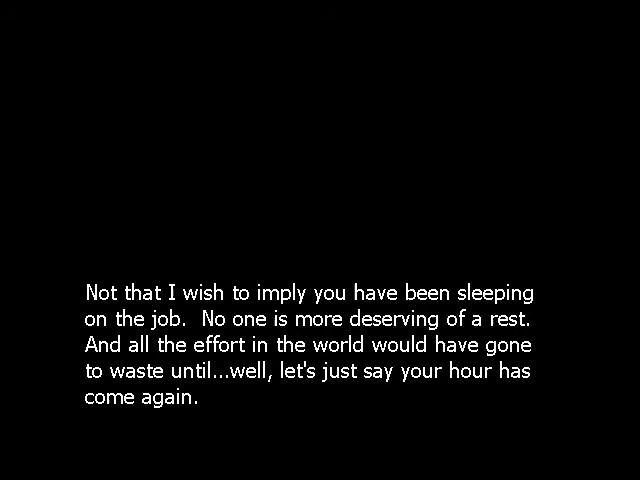 Not that I wish to imply you have been sleeping
on the job.  No one is more deserving of a rest.
And all the effort in the world would have gone
to waste until...well, let's just say your hour has
come again.